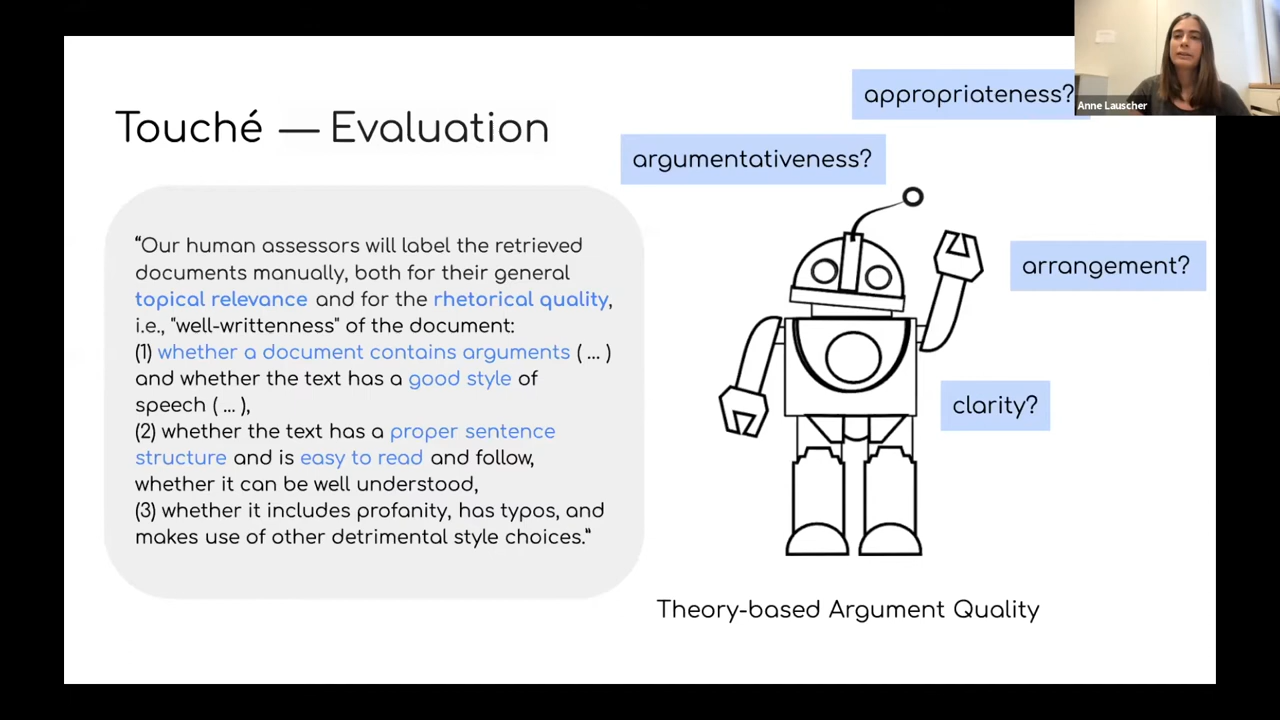 appropriateness?
Anne Lauscher
Touché — Evaluation
argumentativeness?
“Our human assessors will label the retrieved
documents manually, both for their general
topical relevance and for the rhetorical quality,
i.e., "well-writtenness" of the document:
(1) whether a document contains arguments ( ... )
and whether the text has a good style of
speech ( ... ),
(2) whether the text has a proper sentence
structure and is easy to read and follow,
whether it can be well understood,
(3) whether it includes profanity, has typos, and
makes use of other detrimental style choices.”
arrangement?
clarity?
Theory-based Argument Quality